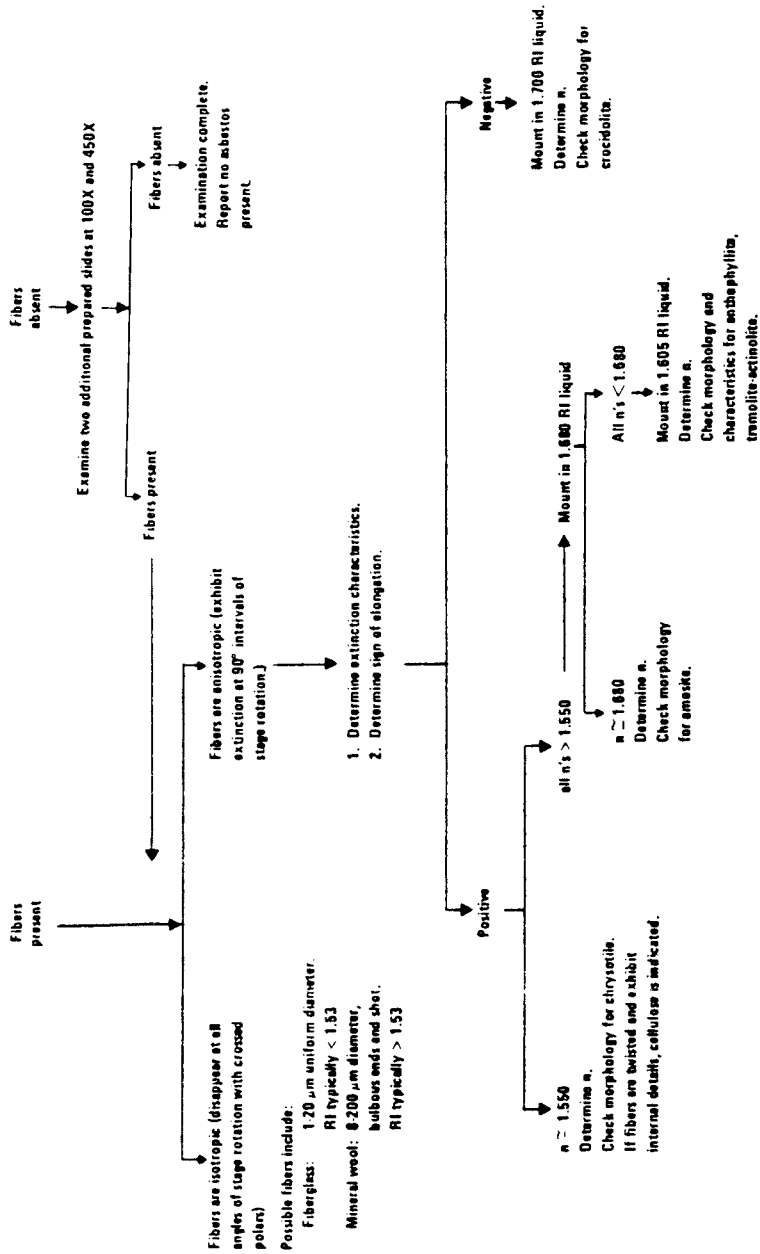 Fibers
present
Fibers
absent
Examine two additional prepared slides at 100X and 450X
Fibers present
Fibers absent
Examination complete.
Report no asbestos
present.
Fibers are isotropic (disappear at all
angles of stage rotation with crossed
polars)
Possible fibers include:
Fiberglass: 1-20 μm uniform diameter.
RI typically < 1.53
Mineral wool: 8-200 μm diameter,
bulbous ends and shot.
RI typically > 1.53
Fibers are anisotropic (exhibit
extinction at 90° intervals of
stage rotation.)
1. Determine extinction characteristics.
2. Determine sign of elongation.
Positive
Negative
n ≃ 1.550
Determine n.
Check morphology for chrysotile.
If fibers are twisted and exhibit
internal details, cellulose is indicated.
all n's > 1.550
Mount in 1.680 RI liquid
n ≃ 1.680
Determine n.
Check morphology
for amosite.
All n's < 1.680
Mount in 1.605 RI liquid.
Determine n.
Check morphology and
characteristics for anthophyllite,
tremolite-actinolite.
Mount in 1.700 RI liquid.
Determine n.
Check morphology for
crocidolite.